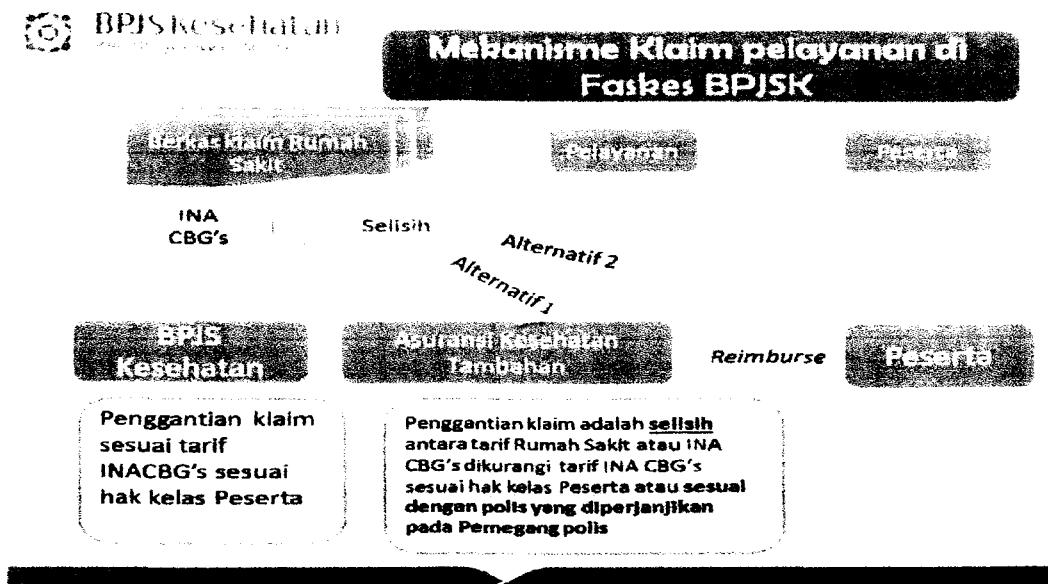 BPJS Kesehatan
Mekanisme Klaim pelayanan di
Faskes BPJSK
Berkas klaim Rumah
Sakit
Pelayanan
Peserta
INA
CBG's
Selisih
Alternatif 2
Alternatif 1
BPJS
Kesehatan
Asuransi Kesehatan
Tambahan
Reimburse
Peserta
Penggantian klaim
sesuai tarif
INACBG's sesuai
hak kelas Peserta
Penggantian klaim adalah selisih
antara tarif Rumah Sakit atau INA
CBG's dikurangi tarif INA CBG's
sesuai hak kelas Peserta atau sesuai
dengan polis yang diperjanjikan
pada Pemegang polis